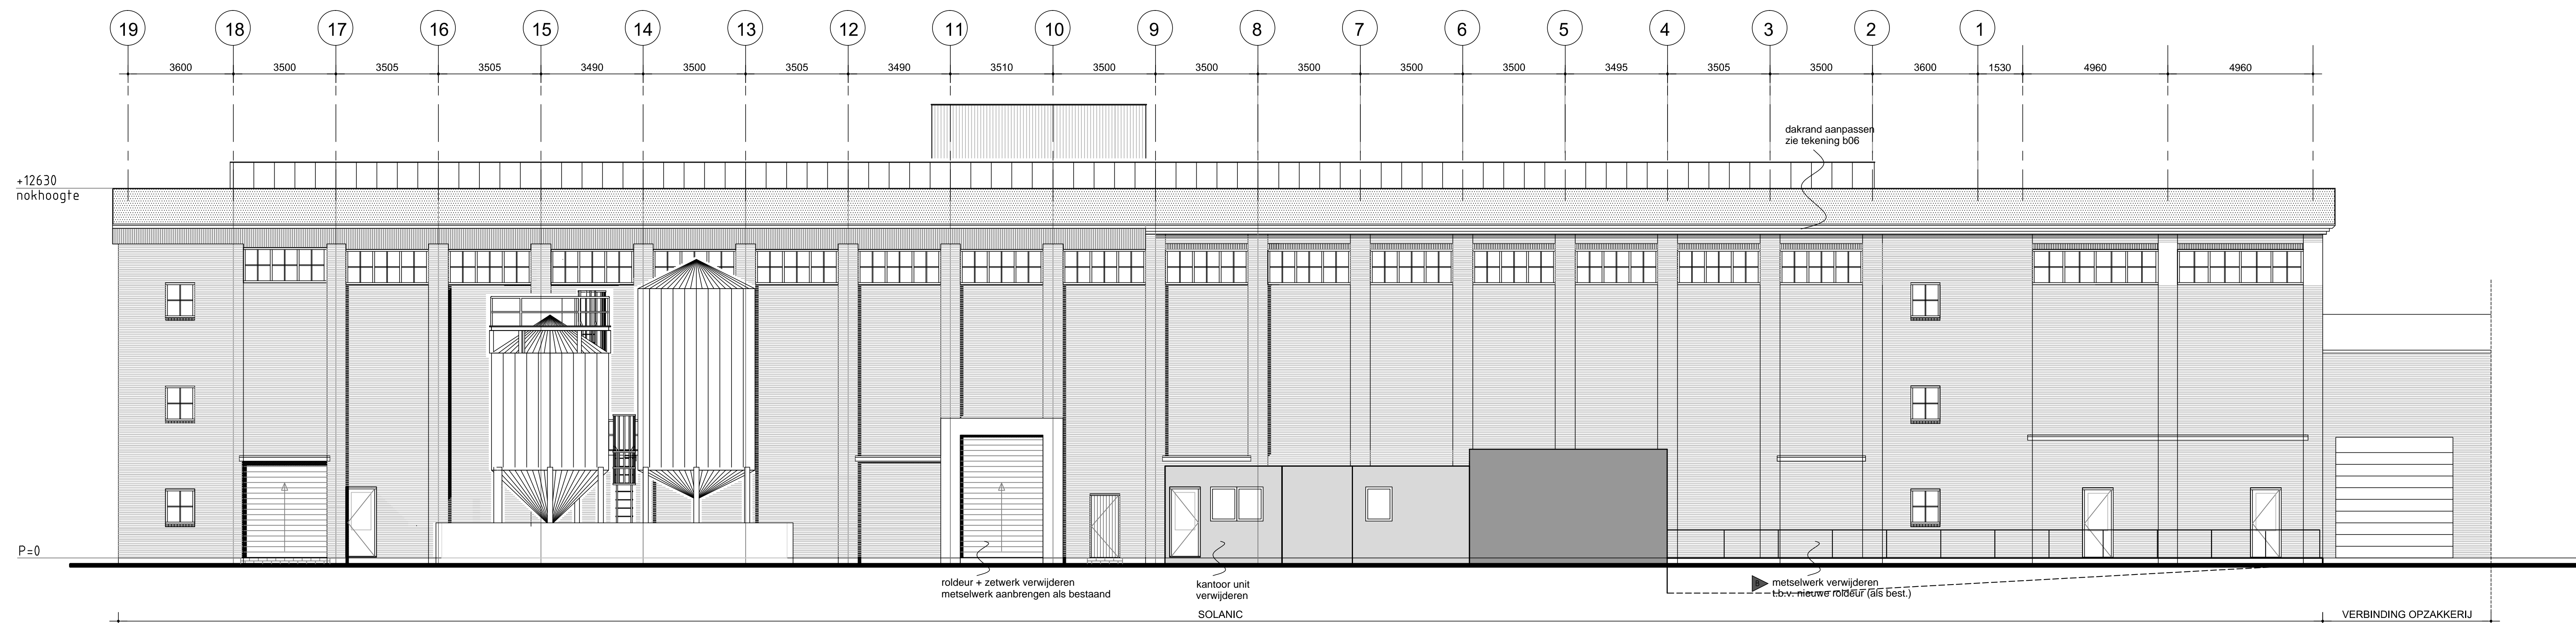 19 18 17 16 15 14 13 12 11 10 9 8 7 6 5 4 3 2 1
3600 3500 3505 3505 3490 3500 3505 3490 3510 3500 3500 3500 3500 3500 3495 3505 3500 3600 1530 4960 4960
dakrand aanpassen
zie tekening b06
+12630
nokhoogte
P=0
roldeur + zetwerk verwijderen
metselwerk aanbrengen als bestaand
kantoor unit
verwijderen
metselwerk verwijderen
t.b.v. nieuwe roldeur (als best.)
SOLANIC
VERBINDING OPZAKKERIJ